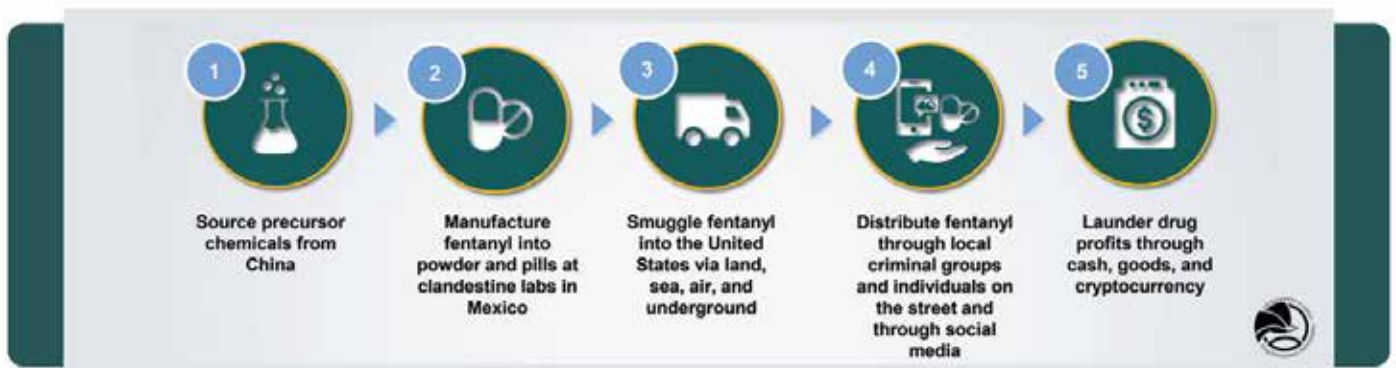 1
Source precursor
chemicals from
China
2
Manufacture
fentanyl into
powder and pills at
clandestine labs in
Mexico
3
Smuggle fentanyl
into the United
States via land,
sea, air, and
underground
4
Distribute fentanyl
through local
criminal groups
and individuals on
the street and
through social
media
5
$
Launder drug
profits through
cash, goods, and
cryptocurrency